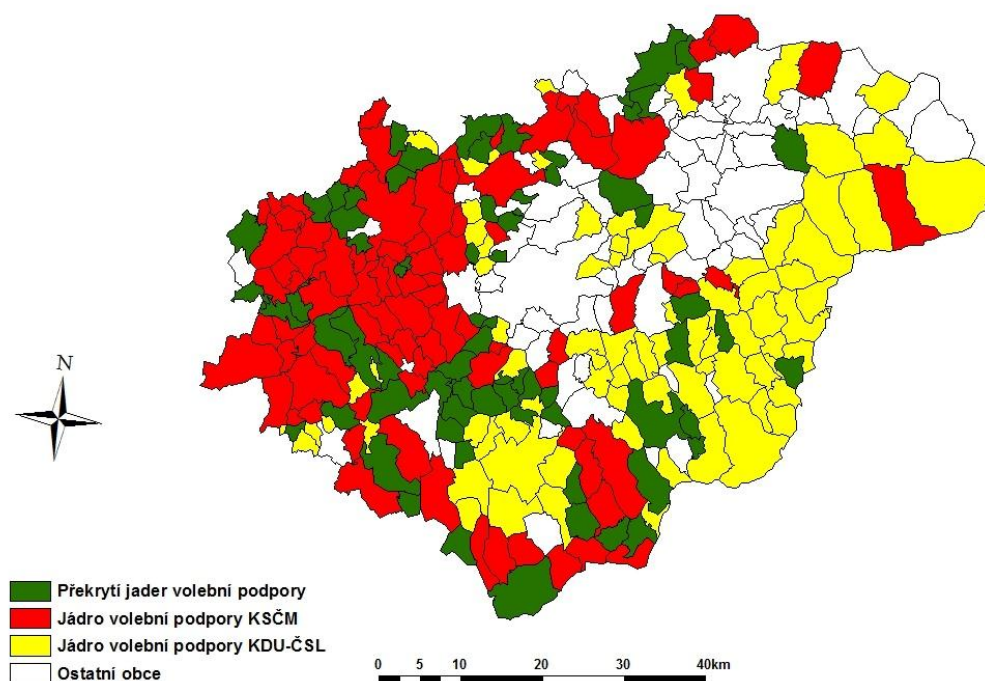 N
Překrytí jader volební podpory
Jádro volební podpory KSČM
Jádro volební podpory KDU-ČSL
Ostatní obce
0 5 10 20 30 40km